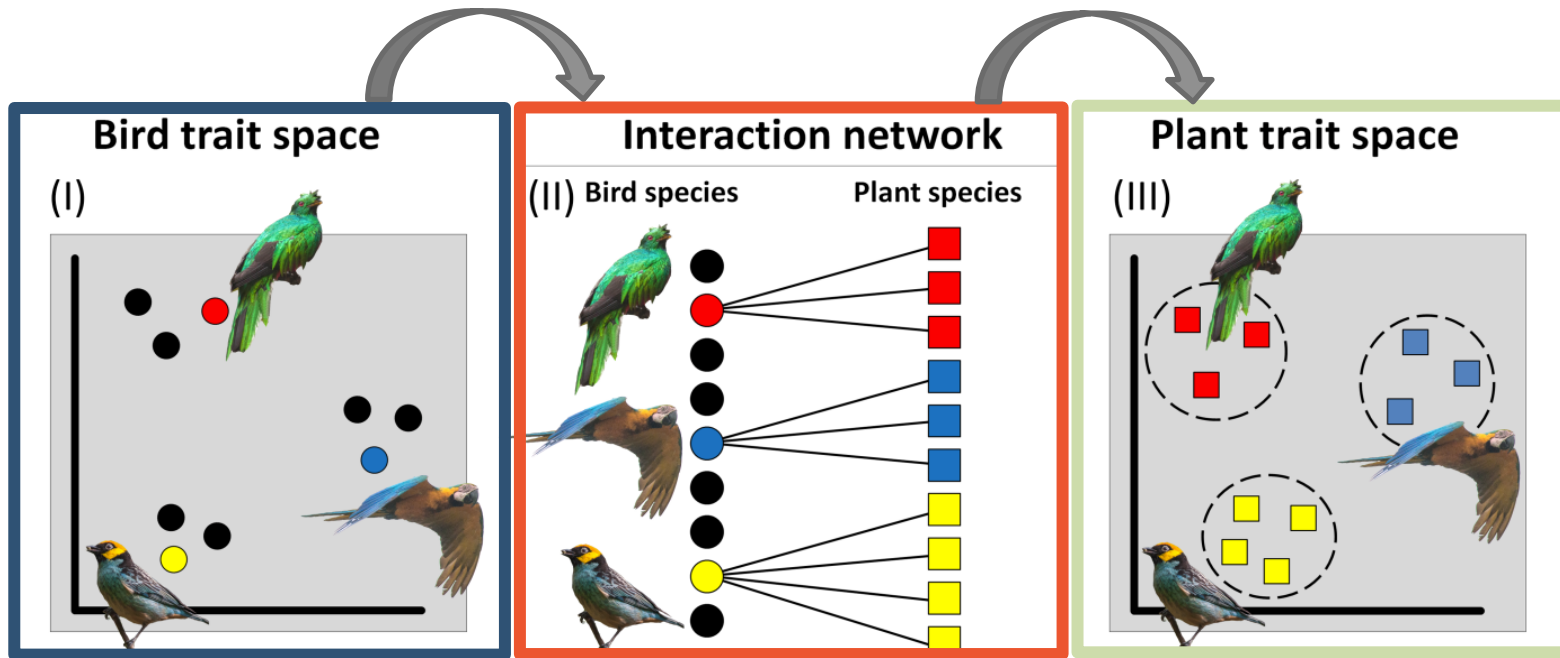 Bird trait space
(I)
Interaction network
(II) Bird species
Plant species
Plant trait space
(III)